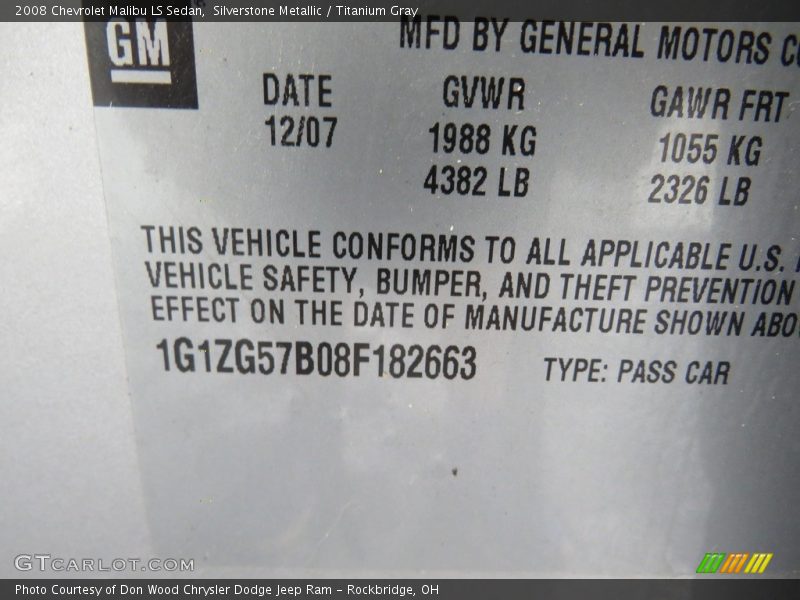 2008 Chevrolet Malibu LS Sedan, Silverstone Metallic / Titanium Gray
GM
MFD BY GENERAL MOTORS
DATE GVWR GAWR FRT
12/07 1988 KG 1055 KG
4382 LB 2326 LB
THIS VEHICLE CONFORMS TO ALL APPLICABLE U.S.
VEHICLE SAFETY, BUMPER, AND THEFT PREVENTION
EFFECT ON THE DATE OF MANUFACTURE SHOWN
1G1ZG57B08F182663 TYPE: PASS CAR
GTCARLOT.COM
Photo Courtesy of Don Wood Chrysler Dodge Jeep Ram - Rockbridge, OH